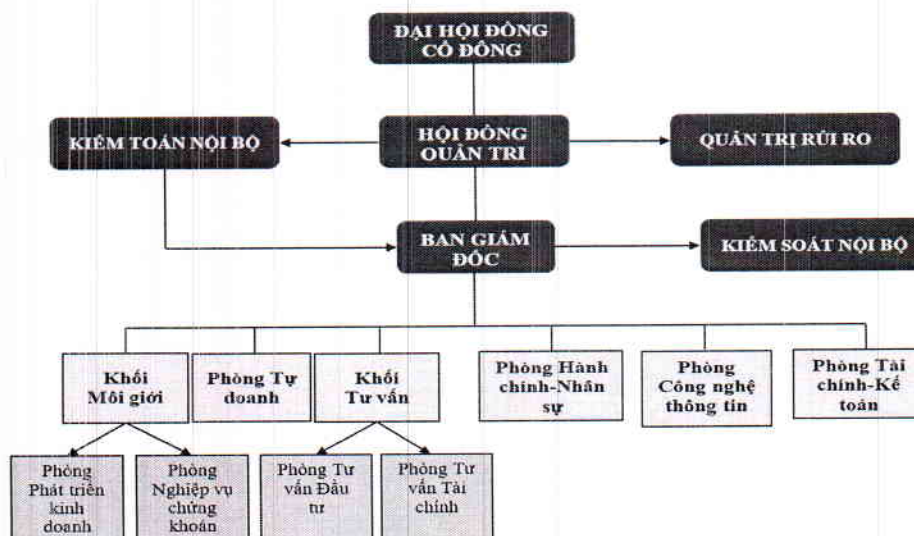 ĐẠI HỘI ĐỒNG
CỔ ĐÔNG
KIỂM TOÁN NỘI BỘ
HỘI ĐỒNG
QUẢN TRỊ
QUẢN TRỊ RỦI RO
BAN GIÁM
ĐỐC
KIỂM SOÁT NỘI BỘ
Khối
Môi giới
Phòng Tự
doanh
Khối
Tư vấn
Phòng Hành
chính-Nhân
sự
Phòng
Công nghệ
thông tin
Phòng Tài
chính-Kế
toán
Phòng
Phát triển
kinh
doanh
Phòng
Nghiệp vụ
chứng
khoán
Phòng Tư
vấn Đầu
tư
Phòng Tư
vấn Tài
chính